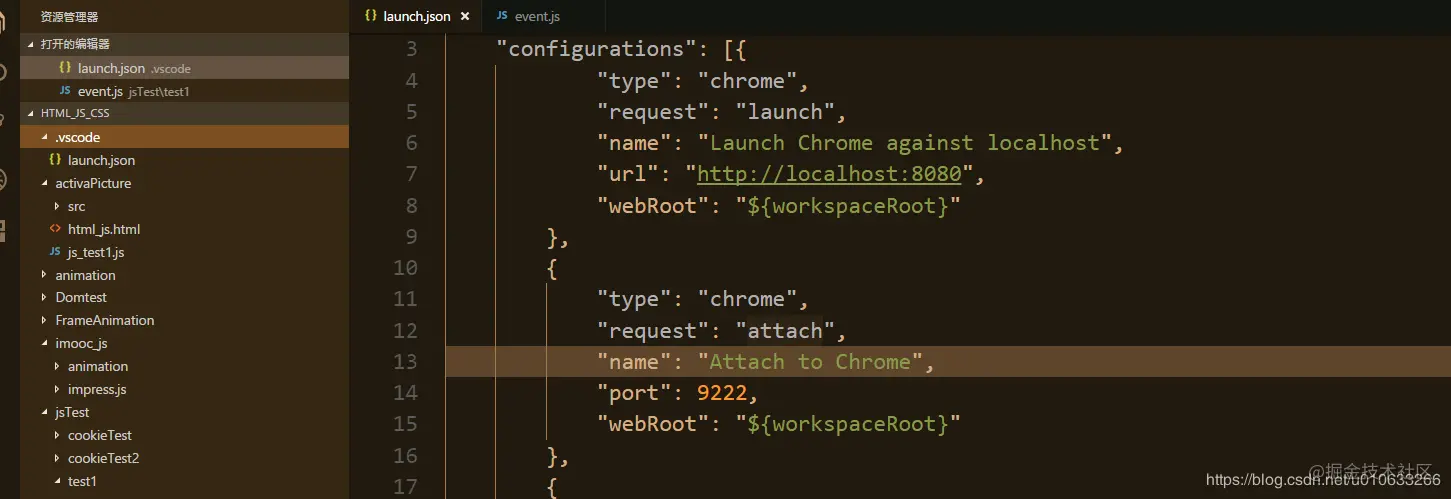 资源管理器
打开的编辑器
{} launch.json .vscode
JS event.js jsTest\test1
HTML_JS_CSS
.vscode
{} launch.json
activaPicture
src
<> html_js.html
JS js_test1.js
animation
Domtest
FrameAnimation
imooc_js
animation
impress.js
jsTest
cookieTest
cookieTest2
test1
{} launch.json ×
JS event.js
3 "configurations": [{
4 "type": "chrome",
5 "request": "launch",
6 "name": "Launch Chrome against localhost",
7 "url": "http://localhost:8080",
8 "webRoot": "${workspaceRoot}"
9 },
10 {
11 "type": "chrome",
12 "request": "attach",
13 "name": "Attach to Chrome",
14 "port": 9222,
15 "webRoot": "${workspaceRoot}"
16 },
17 {
@掘金技术社区
https://blog.csdn.net/u010633266